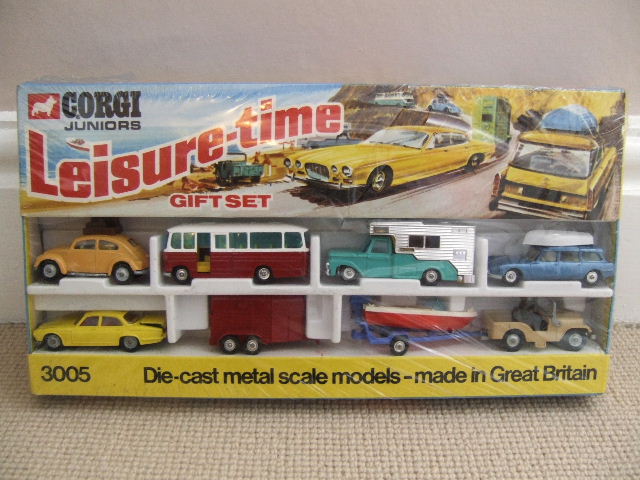 CORGI
JUNIORS
Leisure-time
GIFT SET
3005 Die-cast metal scale models-made in Great Britain